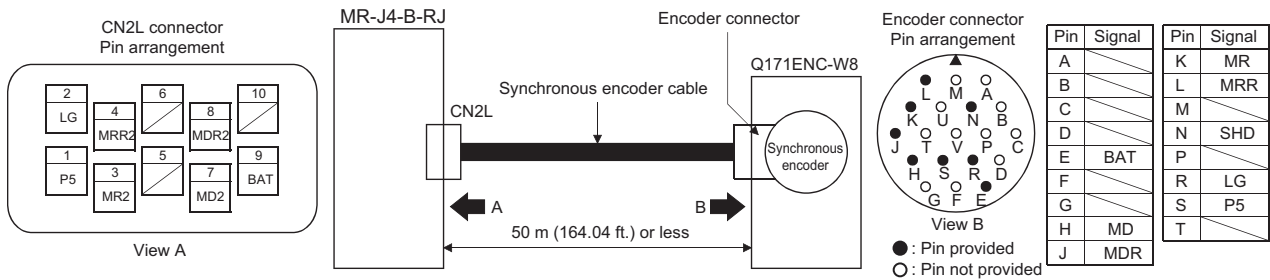 CN2L connector
Pin arrangement
2
LG
4
MRR2
6
8
MDR2
10
1
P5
3
MR2
5
7
MD2
9
BAT
View A
MR-J4-B-RJ
CN2L
Synchronous encoder cable
Encoder connector
Q171ENC-W8
Synchronous
encoder
A
B
50 m (164.04 ft.) or less
Encoder connector
Pin arrangement
L M A
K U N B
J T V P C
H S R D
G F E
View B
: Pin provided
: Pin not provided
Pin Signal
A
B
C
D
E BAT
F
G
H MD
J MDR
Pin Signal
K MR
L MRR
M
N SHD
P
R LG
S P5
T